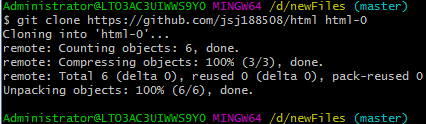 Administrator@LTO3AC3UIWWS9YO MINGW64 /d/newFiles (master)
$ git clone https://github.com/jsj188508/html html-0
Cloning into 'html-0'...
remote: Counting objects: 6, done.
remote: Compressing objects: 100% (3/3), done.
remote: Total 6 (delta 0), reused 0 (delta 0), pack-reused 0
Unpacking objects: 100% (6/6), done.
Administrator@LTO3AC3UIWWS9YO MINGW64 /d/newFiles (master)